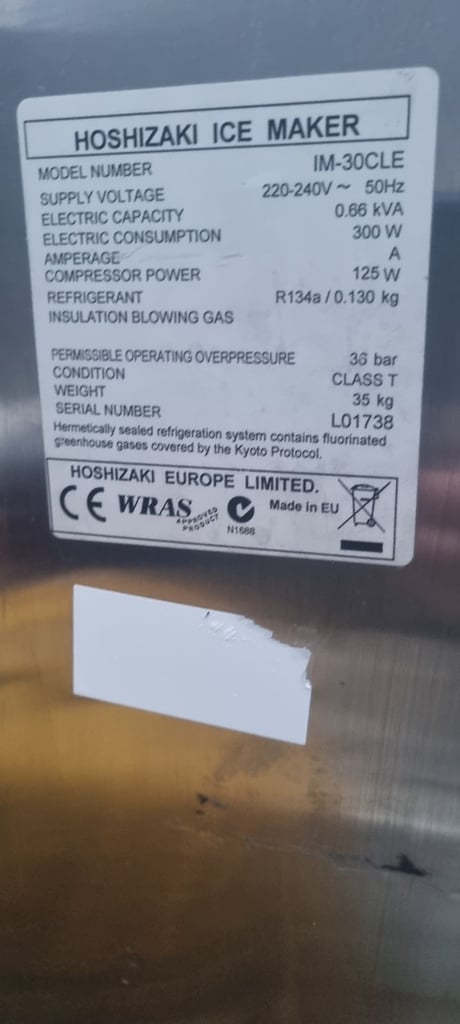 HOSHIZAKI ICE MAKER
MODEL NUMBER IM-30CLE
SUPPLY VOLTAGE 220-240V ~ 50Hz
ELECTRIC CAPACITY 0.66 kVA
ELECTRIC CONSUMPTION 300 W
AMPERAGE A
COMPRESSOR POWER 125 W
REFRIGERANT R134a / 0.130 kg
INSULATION BLOWING GAS
PERMISSIBLE OPERATING OVERPRESSURE 36 bar
CONDITION CLASS T
WEIGHT 35 kg
SERIAL NUMBER L01738
Hermetically sealed refrigeration system contains fluorinated
greenhouse gases covered by the Kyoto Protocol.
HOSHIZAKI EUROPE LIMITED.
CE WRAS APPROVED PRODUCT N1688 Made in EU